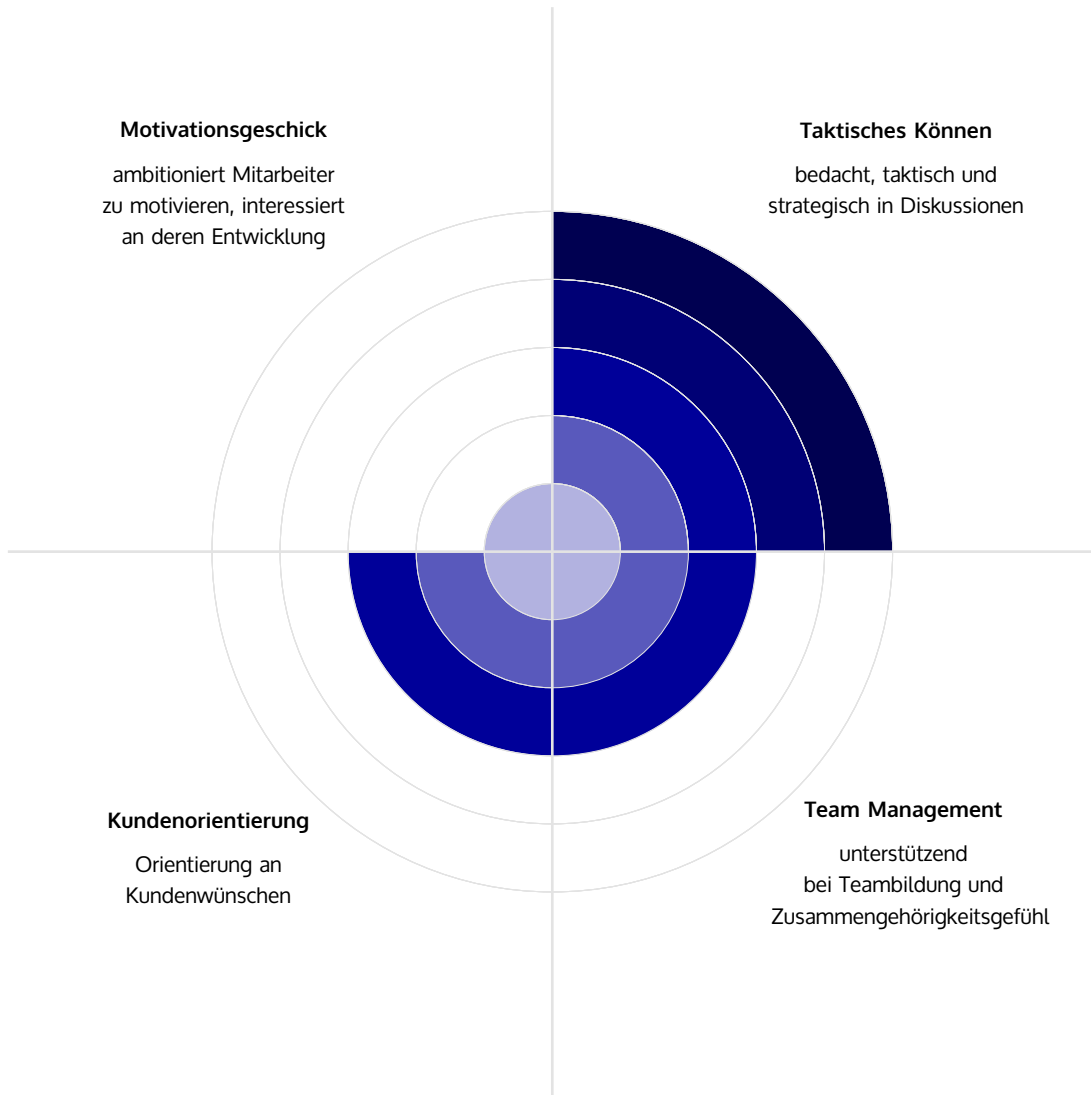 Motivationsgeschick
ambitioniert Mitarbeiter
zu motivieren, interessiert
an deren Entwicklung
Taktisches Können
bedacht, taktisch und
strategisch in Diskussionen
Kundenorientierung
Orientierung an
Kundenwünschen
Team Management
unterstützend
bei Teambildung und
Zusammengehörigkeitsgefühl